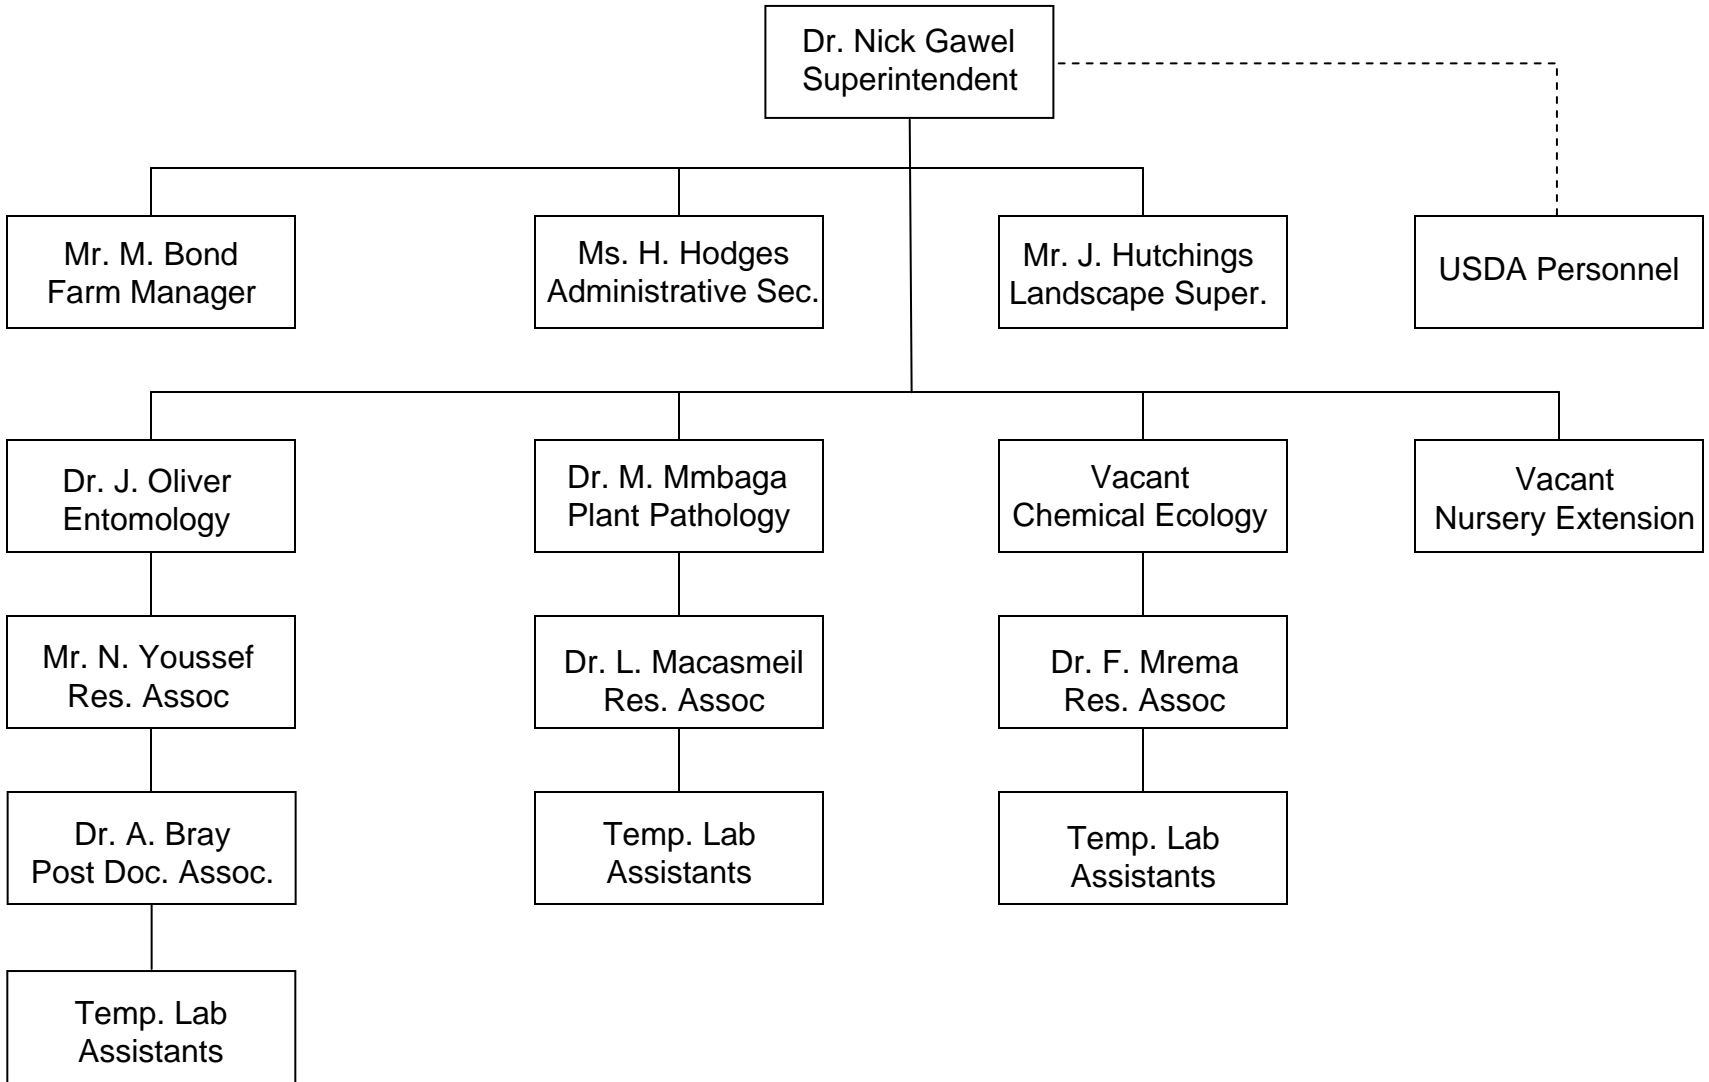 Dr. Nick Gawel
Superintendent
Mr. M. Bond
Farm Manager
Ms. H. Hodges
Administrative Sec.
Mr. J. Hutchings
Landscape Super.
USDA Personnel
Dr. J. Oliver
Entomology
Dr. M. Mmbaga
Plant Pathology
Vacant
Chemical Ecology
Vacant
Nursery Extension
Mr. N. Youssef
Res. Assoc
Dr. L. Macasmeil
Res. Assoc
Dr. F. Mrema
Res. Assoc
Dr. A. Bray
Post Doc. Assoc.
Temp. Lab
Assistants
Temp. Lab
Assistants
Temp. Lab
Assistants